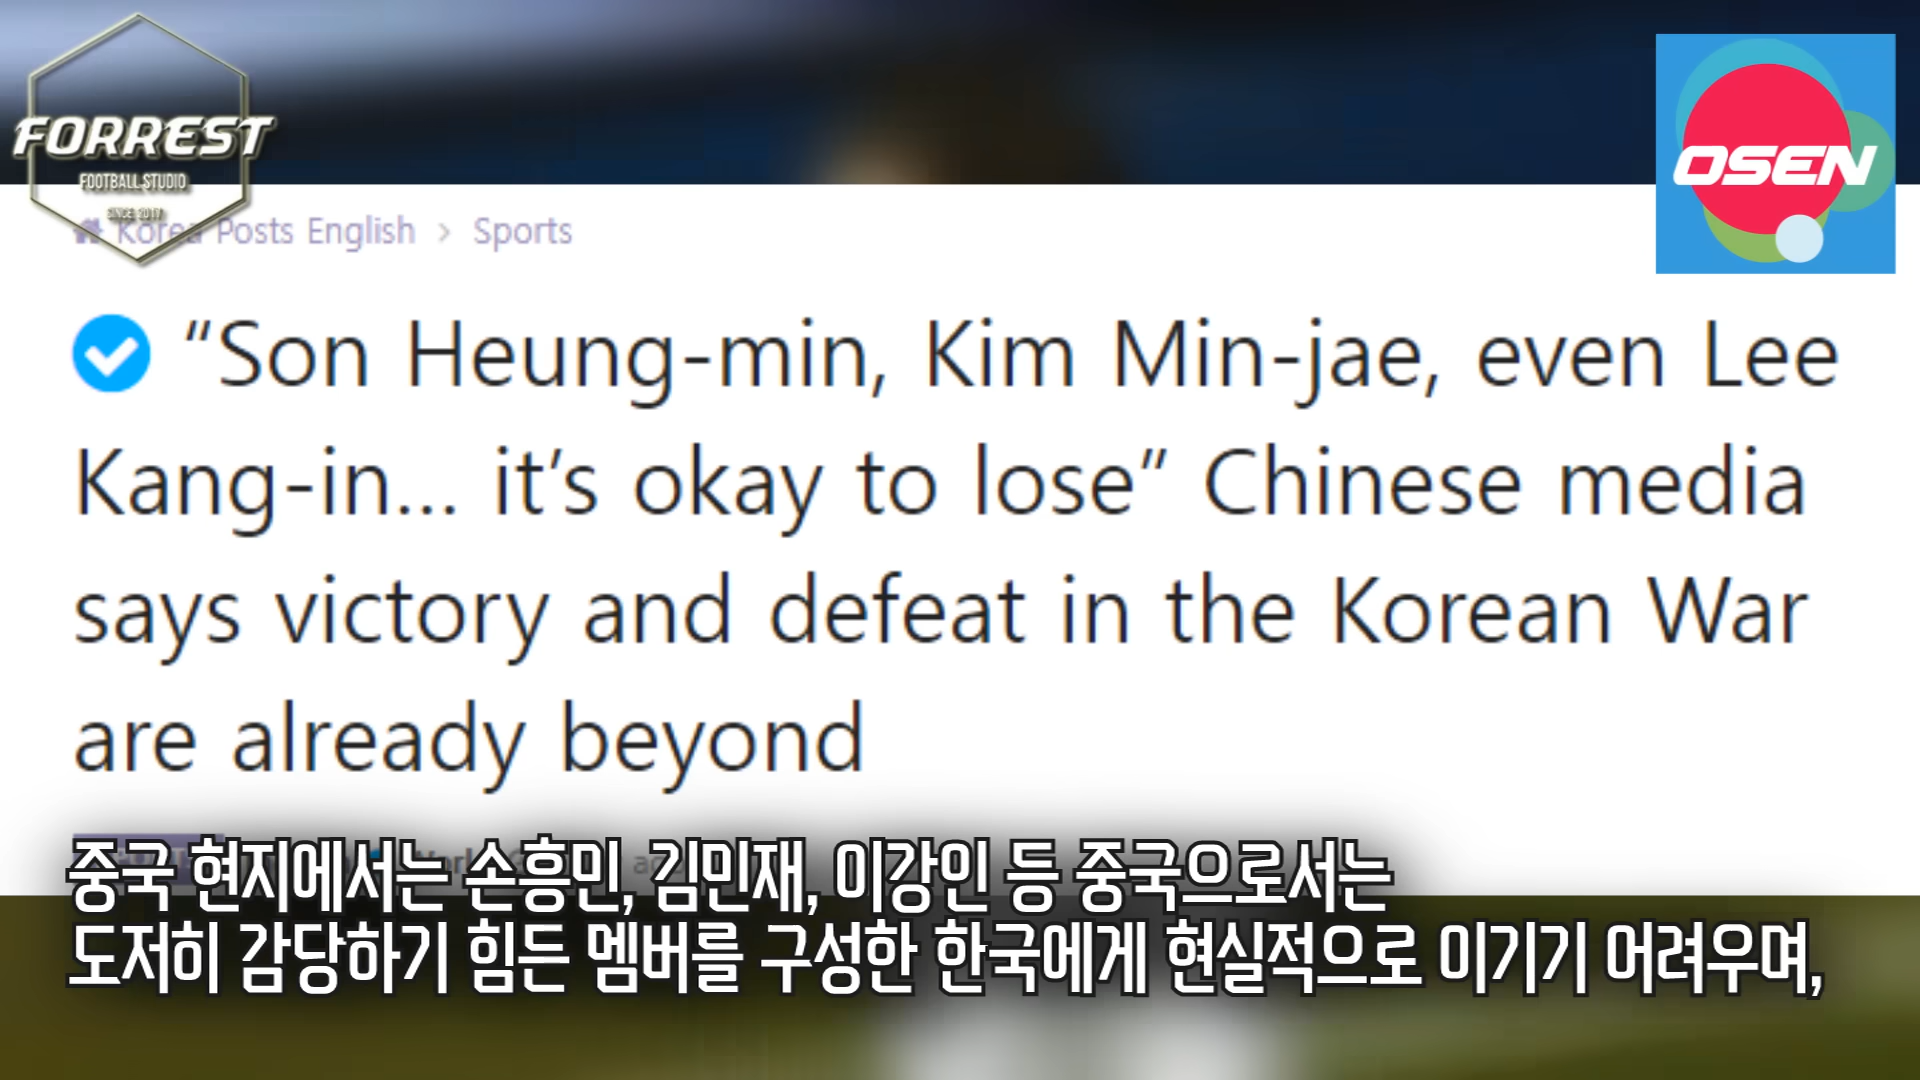 FORREST
FOOTBALL STUDIO
SINCE 2017
OSEN
Korea Posts English > Sports
“Son Heung-min, Kim Min-jae, even Lee
Kang-in... it’s okay to lose” Chinese media
says victory and defeat in the Korean War
are already beyond
중국 현지에서는 손흥민, 김민재, 이강인 등 중국으로서는
도저히 감당하기 힘든 멤버를 구성한 한국에게 현실적으로 이기기 어려우며,